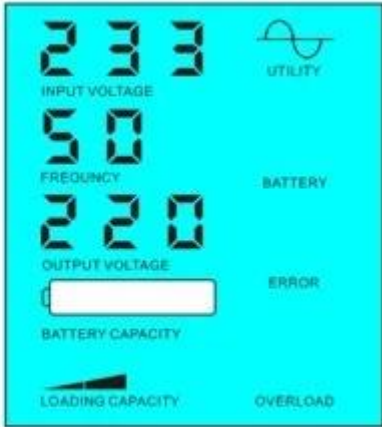 233
UTILITY
INPUT VOLTAGE
50
FREQUNCY
BATTERY
220
OUTPUT VOLTAGE
ERROR
BATTERY CAPACITY
LOADING CAPACITY
OVERLOAD